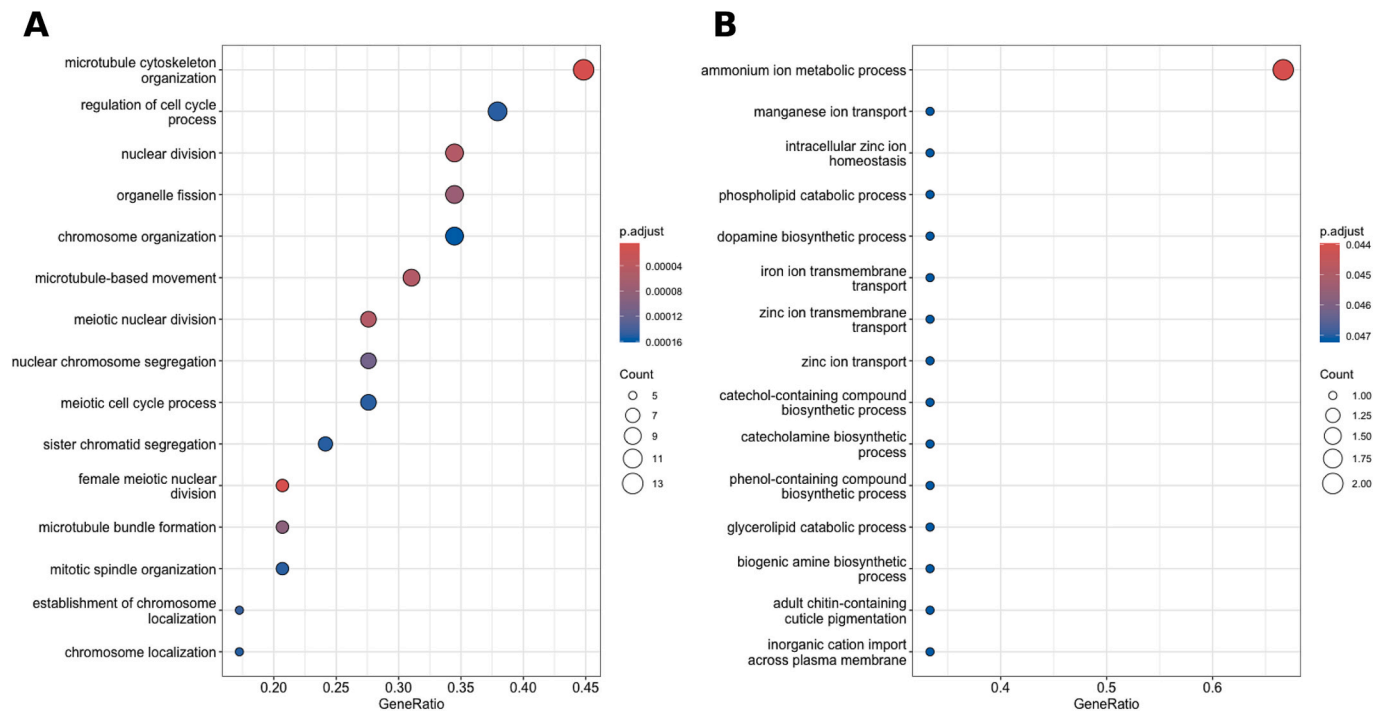 A
microtubule cytoskeleton
organization
regulation of cell cycle
process
nuclear division
organelle fission
chromosome organization
microtubule-based movement
meiotic nuclear division
nuclear chromosome segregation
meiotic cell cycle process
sister chromatid segregation
female meiotic nuclear
division
microtubule bundle formation
mitotic spindle organization
establishment of chromosome
localization
chromosome localization
0.20 0.25 0.30 0.35 0.40 0.45
GeneRatio
p.adjust
0.00004
0.00008
0.00012
0.00016
Count
5
7
9
11
13
B
ammonium ion metabolic process
manganese ion transport
intracellular zinc ion
homeostasis
phospholipid catabolic process
dopamine biosynthetic process
iron ion transmembrane
transport
zinc ion transmembrane
transport
zinc ion transport
catechol-containing compound
biosynthetic process
catecholamine biosynthetic
process
phenol-containing compound
biosynthetic process
glycerolipid catabolic process
biogenic amine biosynthetic
process
adult chitin-containing
cuticle pigmentation
inorganic cation import
across plasma membrane
0.4 0.5 0.6
GeneRatio
p.adjust
0.044
0.045
0.046
0.047
Count
1.00
1.25
1.50
1.75
2.00